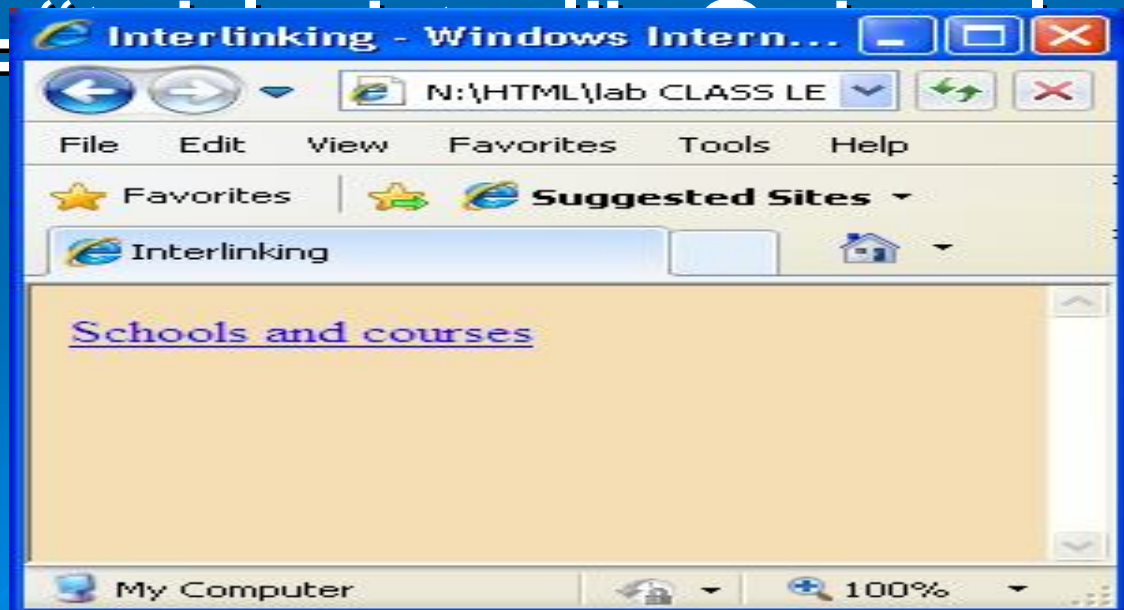 Interlinking - Windows Intern...
N:\HTML\lab CLASS LE
File Edit View Favorites Tools Help
Favorites Suggested Sites
Interlinking
Schools and courses
My Computer 100%